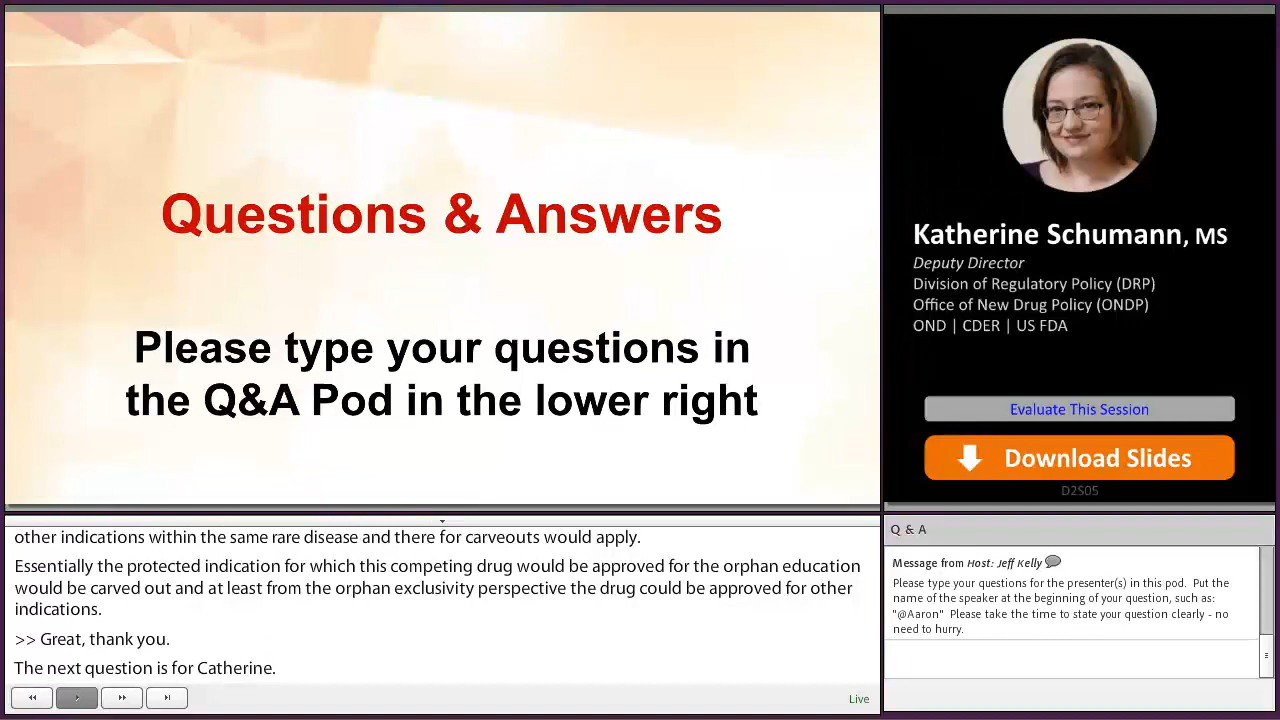 Questions & Answers
Please type your questions in
the Q&A Pod in the lower right
Katherine Schumann, MS
Deputy Director
Division of Regulatory Policy (DRP)
Office of New Drug Policy (ONDP)
OND | CDER | US FDA
Evaluate This Session
Download Slides
D2S05
other indications within the same rare disease and there for carveouts would apply.
Essentially the protected indication for which this competing drug would be approved for the orphan education
would be carved out and at least from the orphan exclusivity perspective the drug could be approved for other
indications.
>> Great, thank you.
The next question is for Catherine.
Live
Q & A
Message from Host: Jeff Kelly
Please type your questions for the presenter(s) in this pod. Put the
name of the speaker at the beginning of your question, such as:
"@Aaron" Please take the time to state your question clearly - no
need to hurry.